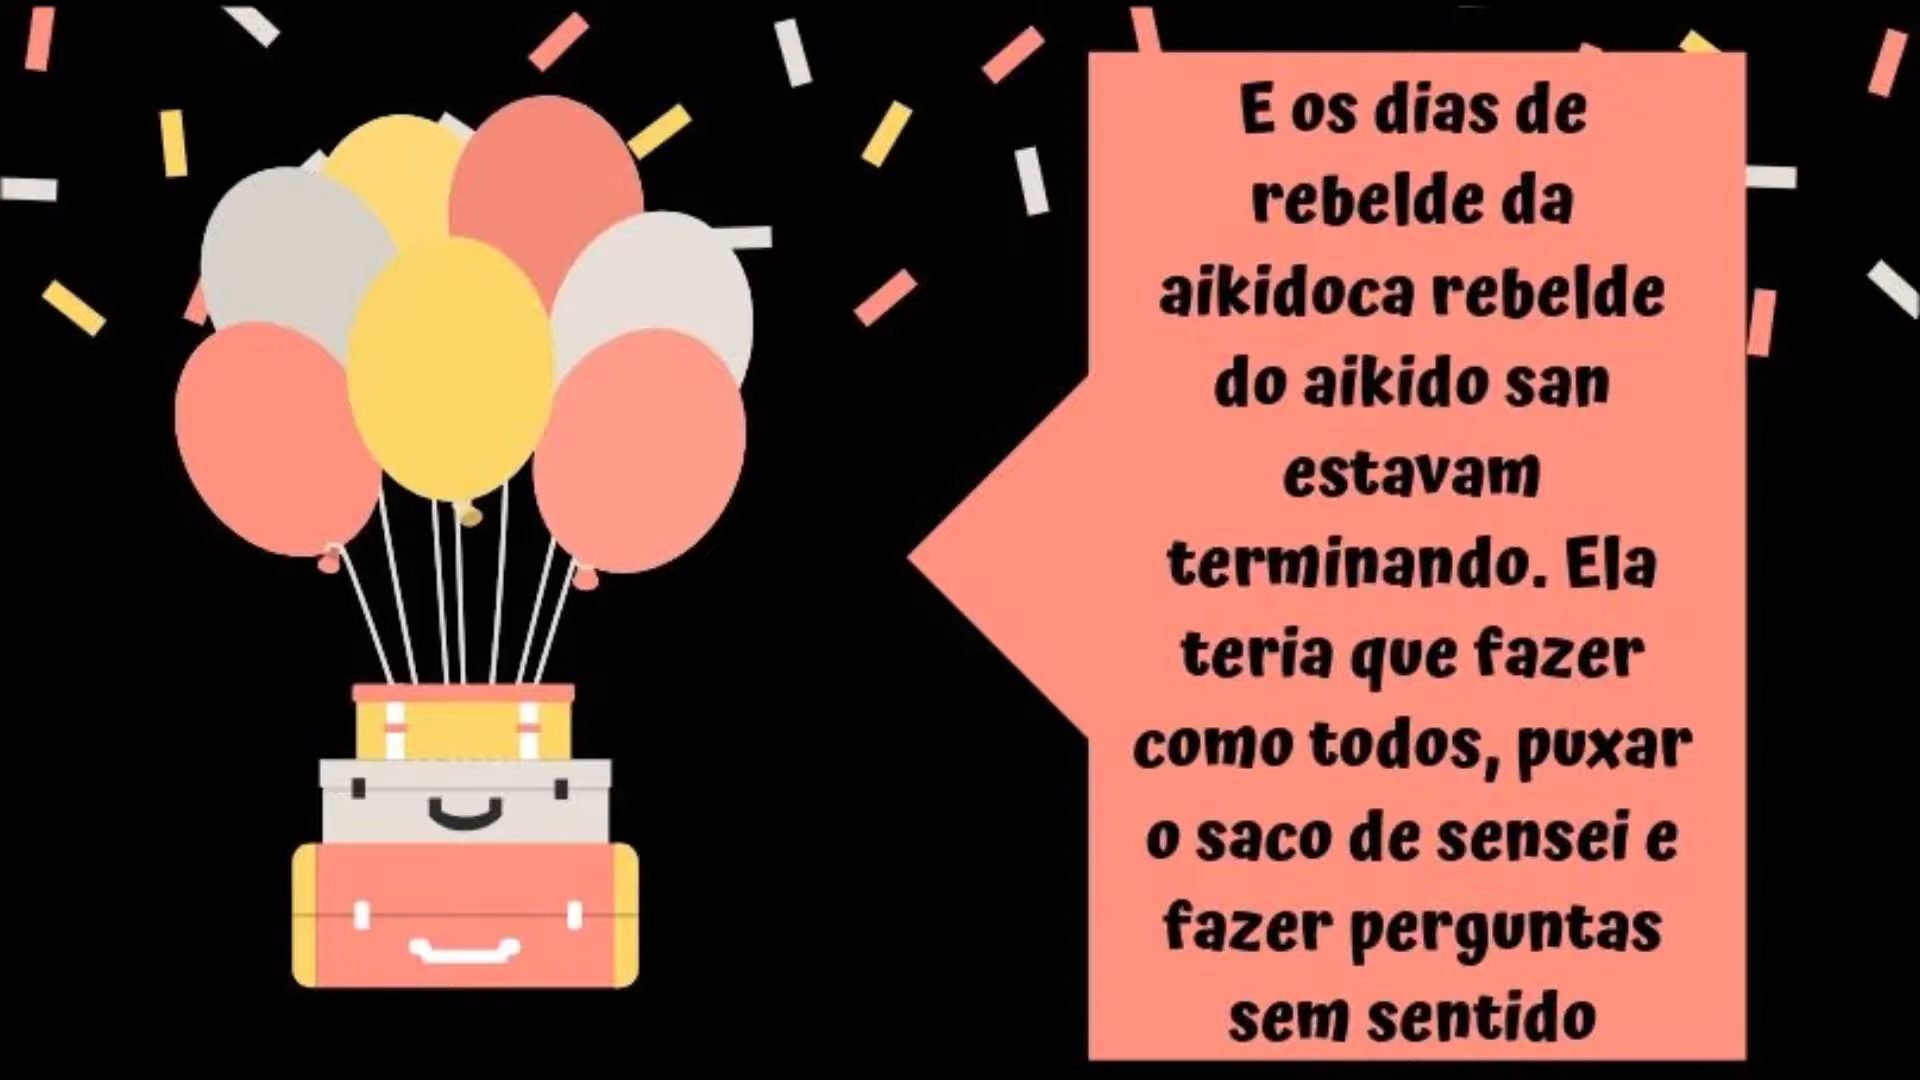 E os dias de
rebelde da
aikidoca rebelde
do aikido san
estavam
terminando. Ela
teria que fazer
como todos, puxar
o saco de sensei e
fazer perguntas
sem sentido